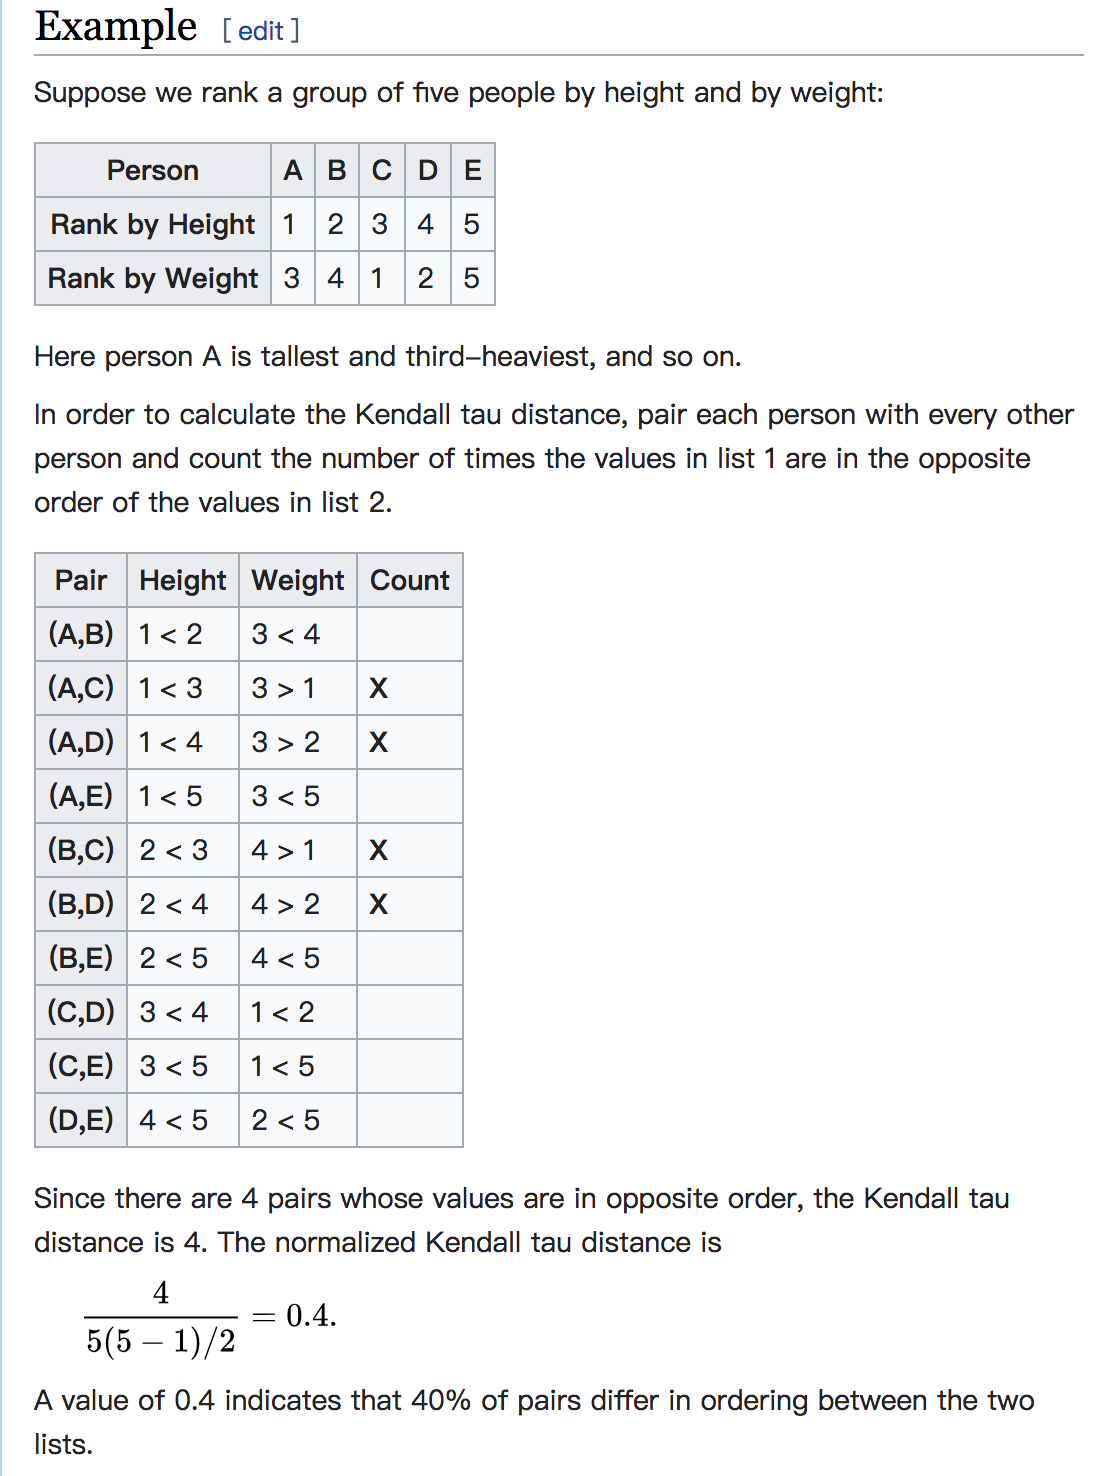 Example [ edit ]
Suppose we rank a group of five people by height and by weight:
Person A B C D E
Rank by Height 1 2 3 4 5
Rank by Weight 3 4 1 2 5
Here person A is tallest and third-heaviest, and so on.
In order to calculate the Kendall tau distance, pair each person with every other
person and count the number of times the values in list 1 are in the opposite
order of the values in list 2.
Pair Height Weight Count
(A,B) 1 < 2 3 < 4
(A,C) 1 < 3 3 > 1 X
(A,D) 1 < 4 3 > 2 X
(A,E) 1 < 5 3 < 5
(B,C) 2 < 3 4 > 1 X
(B,D) 2 < 4 4 > 2 X
(B,E) 2 < 5 4 < 5
(C,D) 3 < 4 1 < 2
(C,E) 3 < 5 1 < 5
(D,E) 4 < 5 2 < 5
Since there are 4 pairs whose values are in opposite order, the Kendall tau
distance is 4. The normalized Kendall tau distance is
4
5(5 − 1)/2 = 0.4.
A value of 0.4 indicates that 40% of pairs differ in ordering between the two
lists.